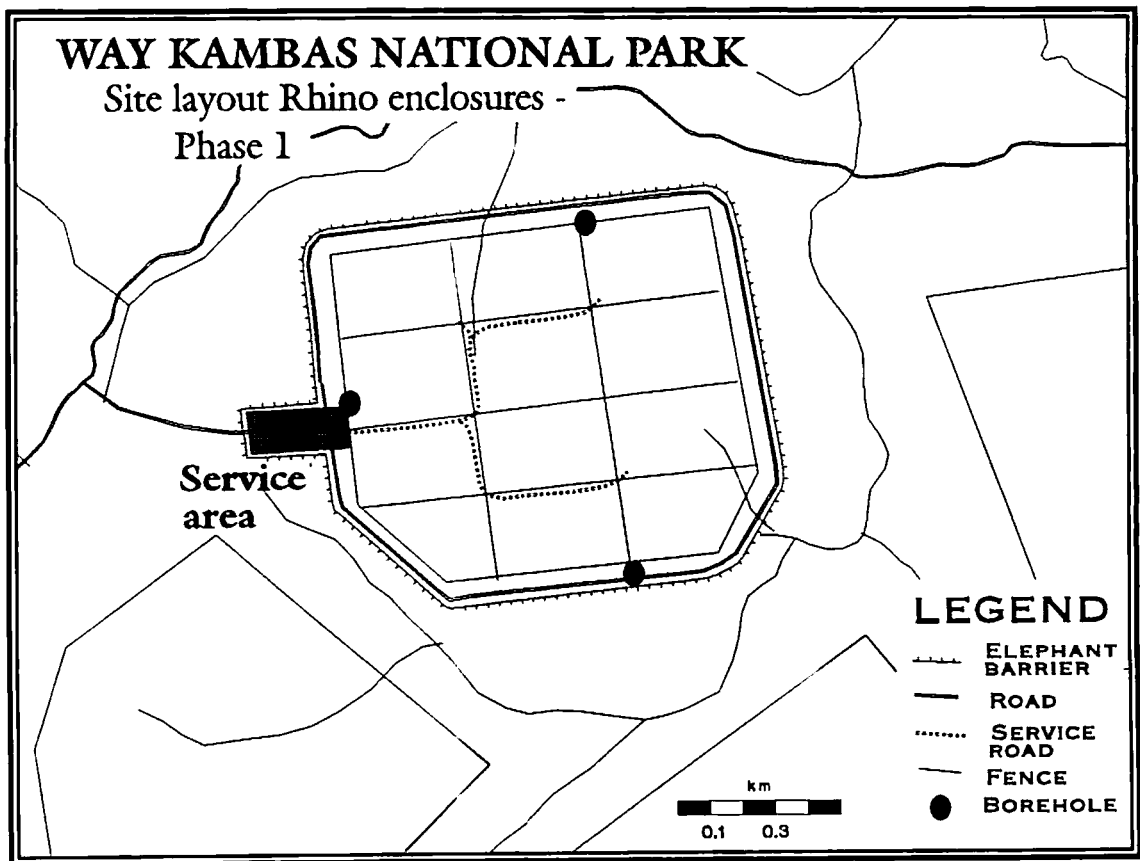 WAY KAMBAS NATIONAL PARK
Site layout Rhino enclosures -
Phase 1
Service
area
LEGEND
ELEPHANT
BARRIER
ROAD
SERVICE
ROAD
FENCE
BOREHOLE
km
0.1 0.3